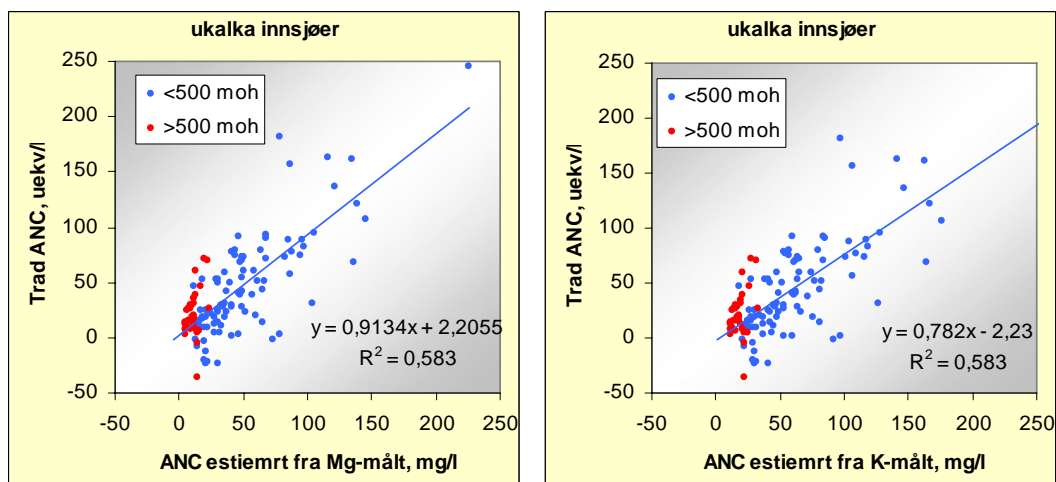 ukalka innsjøer
250
200
150
100
50
0
-50
Trad ANC, uekv/l
<500 moh
>500 moh
y = 0,9134x + 2,2055
R² = 0,583
-50 0 50 100 150 200 250
ANC estiemrt fra Mg-målt, mg/l
ukalka innsjøer
250
200
150
100
50
0
-50
Trad ANC, uekv/l
<500 moh
>500 moh
y = 0,782x - 2,23
R² = 0,583
-50 0 50 100 150 200 250
ANC estiemrt fra K-målt, mg/l